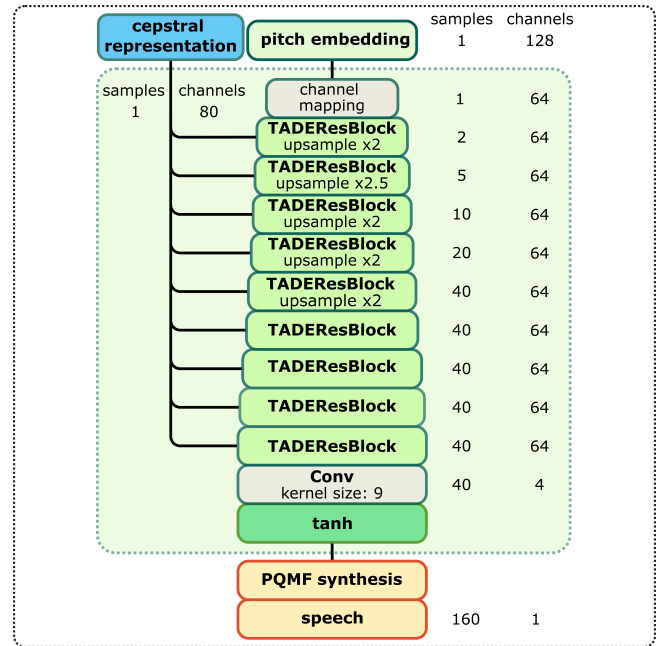 cepstral
representation
pitch embedding
samples channels
1 128
samples channels
1 80
channel
mapping
1 64
TADEResBlock
upsample x2
2 64
TADEResBlock
upsample x2.5
5 64
TADEResBlock
upsample x2
10 64
TADEResBlock
upsample x2
20 64
TADEResBlock
upsample x2
40 64
TADEResBlock
40 64
TADEResBlock
40 64
TADEResBlock
40 64
TADEResBlock
40 64
Conv
kernel size: 9
40 4
tanh
PQMF synthesis
speech
160 1